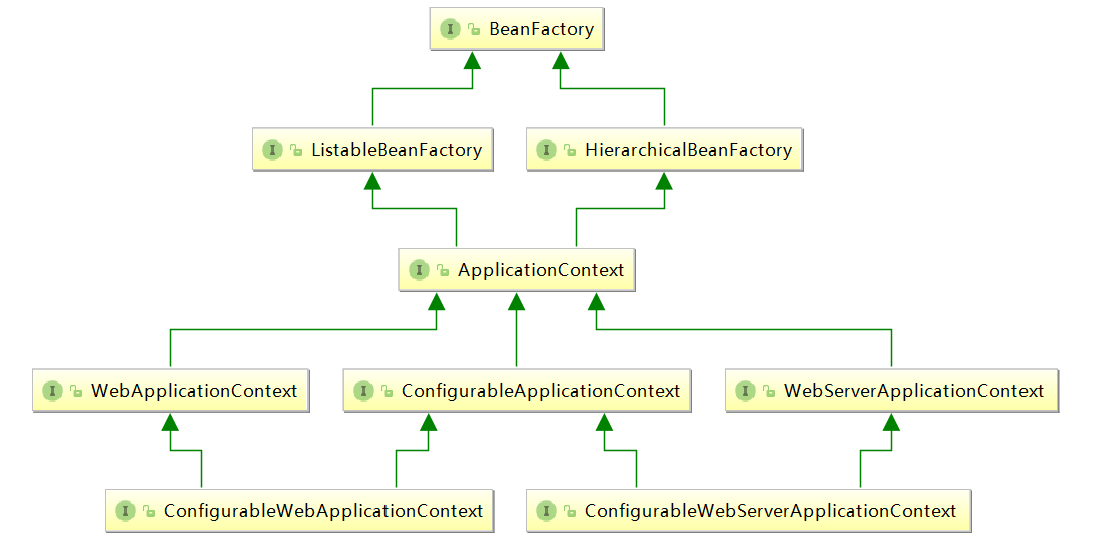 I BeanFactory
I ListableBeanFactory
I HierarchicalBeanFactory
I ApplicationContext
I WebApplicationContext
I ConfigurableApplicationContext
I WebServerApplicationContext
I ConfigurableWebApplicationContext
I ConfigurableWebServerApplicationContext